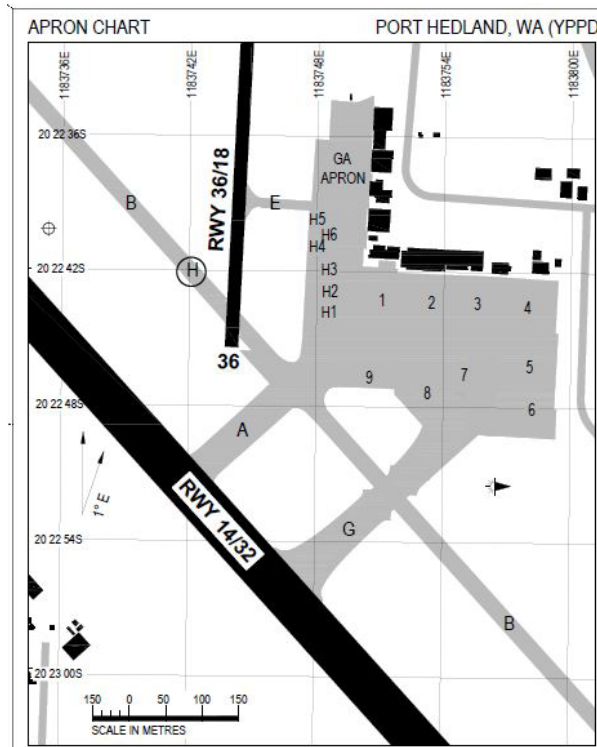 APRON CHART
PORT HEDLAND, WA (YPPD
1183736E
1183742E
1183748E
1183754E
1183800E
20 22 36S
GA
APRON
RWY 36/18
B
E
H5
H6
H4
20 22 42S
H
H3
H2
H1
1
2
3
4
36
9
8
7
5
6
20 22 48S
A
1° E
RWY 14/32
20 22 54S
G
B
20 23 00S
150 0 50 100 150
SCALE IN METRES